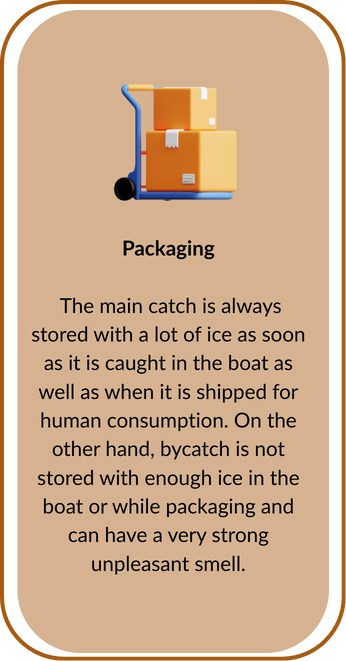 Packaging
The main catch is always
stored with a lot of ice as soon
as it is caught in the boat as
well as when it is shipped for
human consumption. On the
other hand, bycatch is not
stored with enough ice in the
boat or while packaging and
can have a very strong
unpleasant smell.